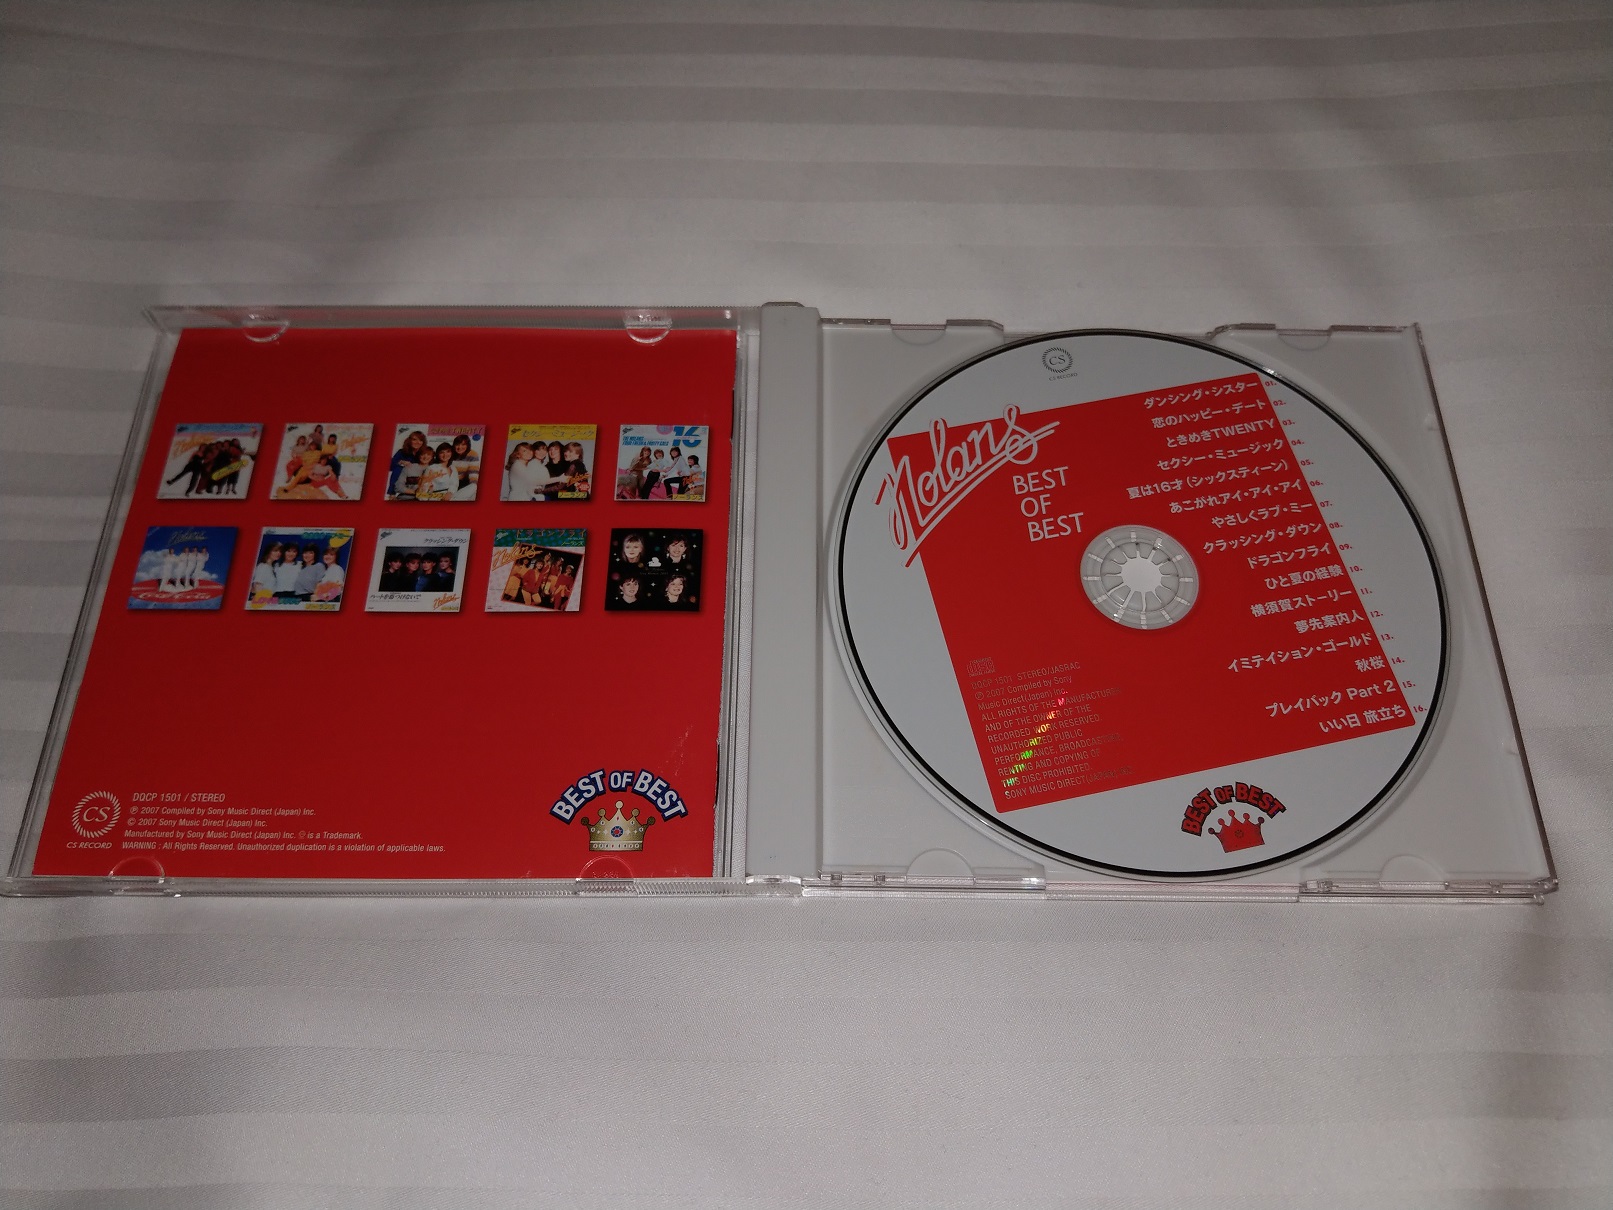 Nolans
Coca-Cola
BEST OF BEST
CS
CS RECORD
DQCP 1501 / STEREO
Ⓟ 2007 Compiled by Sony Music Direct (Japan) Inc.
© 2007 Sony Music Direct (Japan) Inc.
Manufactured by Sony Music Direct (Japan) Inc. is a Trademark.
WARNING : All Rights Reserved. Unauthorized duplication is a violation of applicable laws.
CS
CS RECORD
Nolans
BEST
OF
BEST
ダンシング・シスター 01.
恋のハッピー・デート 02.
ときめきTWENTY 03.
セクシー・ミュージック 04.
夏は16才(シックスティーン) 05.
あこがれアイ・アイ・アイ 06.
やさしくラブ・ミー 07.
クラッシング・ダウン 08.
ドラゴンフライ 09.
ひと夏の経験 10.
横須賀ストーリー 11.
夢先案内人 12.
イミテイション・ゴールド 13.
秋桜 14.
プレイバック Part 2 15.
いい日 旅立ち 16.
DQCP 1501 STEREO/JASRAC
Ⓟ 2007 Compiled by Sony
Music Direct(Japan) Inc.
ALL RIGHTS OF THE MANUFACTURER
AND OF THE OWNER OF THE
RECORDED WORK RESERVED.
UNAUTHORIZED PUBLIC
PERFORMANCE, BROADCASTING,
RENTING AND COPYING OF
THIS DISC PROHIBITED.
SONY MUSIC DIRECT(JAPAN)INC.
BEST OF BEST